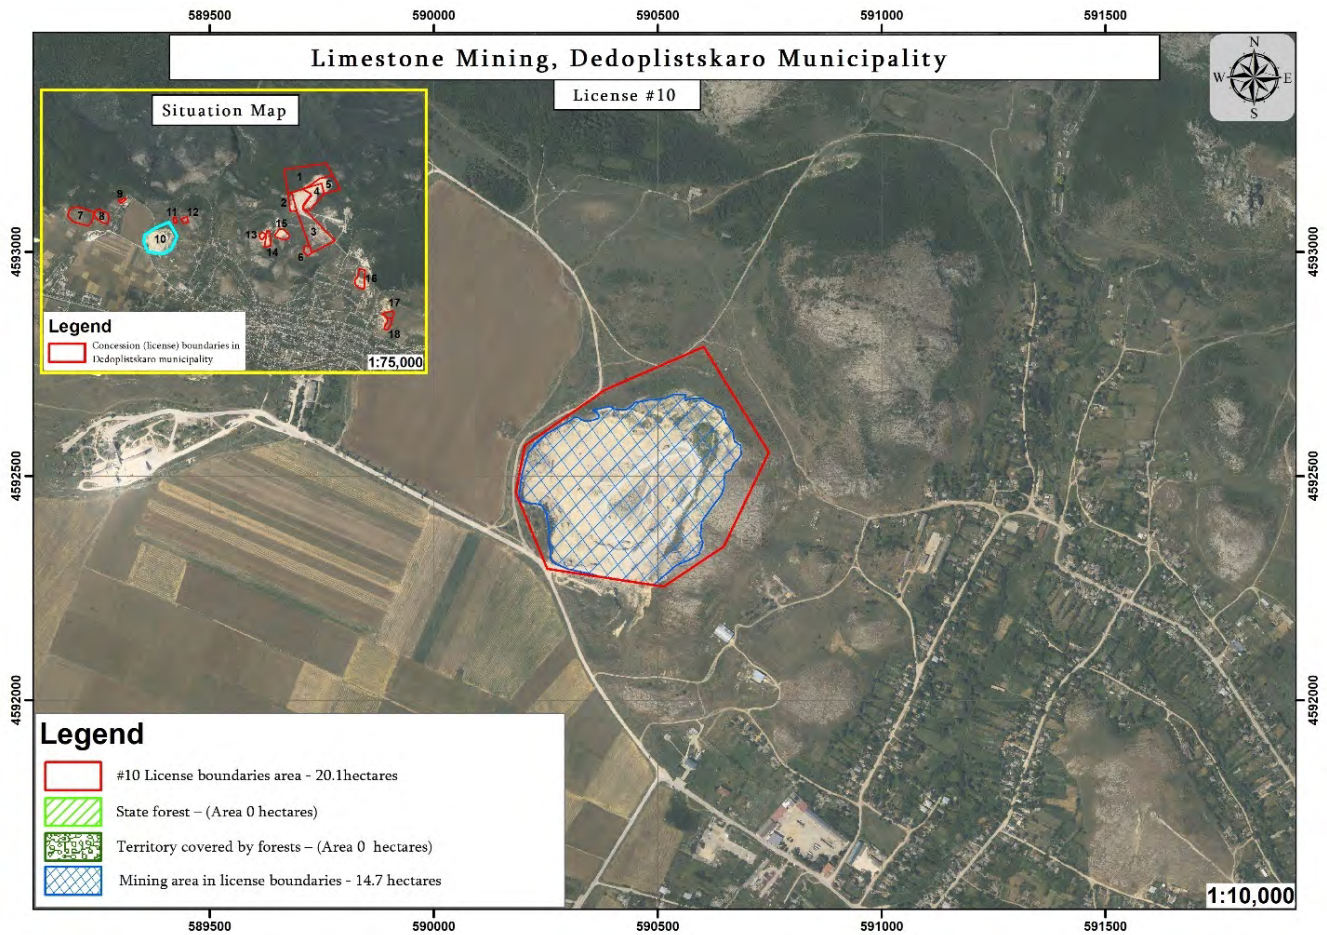 589500 590000 590500 591000 591500
Limestone Mining, Dedoplistskaro Municipality
License #10
N
W E
S
Situation Map
1
5
4
2
9
7 8
11 12
10
15
13
14
3
6
16
17
18
Legend
Concession (license) boundaries in
Dedoplistskaro municipality
1:75,000
4593000 4593000
4592500 4592500
4592000 4592000
Legend
#10 License boundaries area - 20.1hectares
State forest – (Area 0 hectares)
Territory covered by forests – (Area 0 hectares)
Mining area in license boundaries - 14.7 hectares
1:10,000
589500 590000 590500 591000 591500